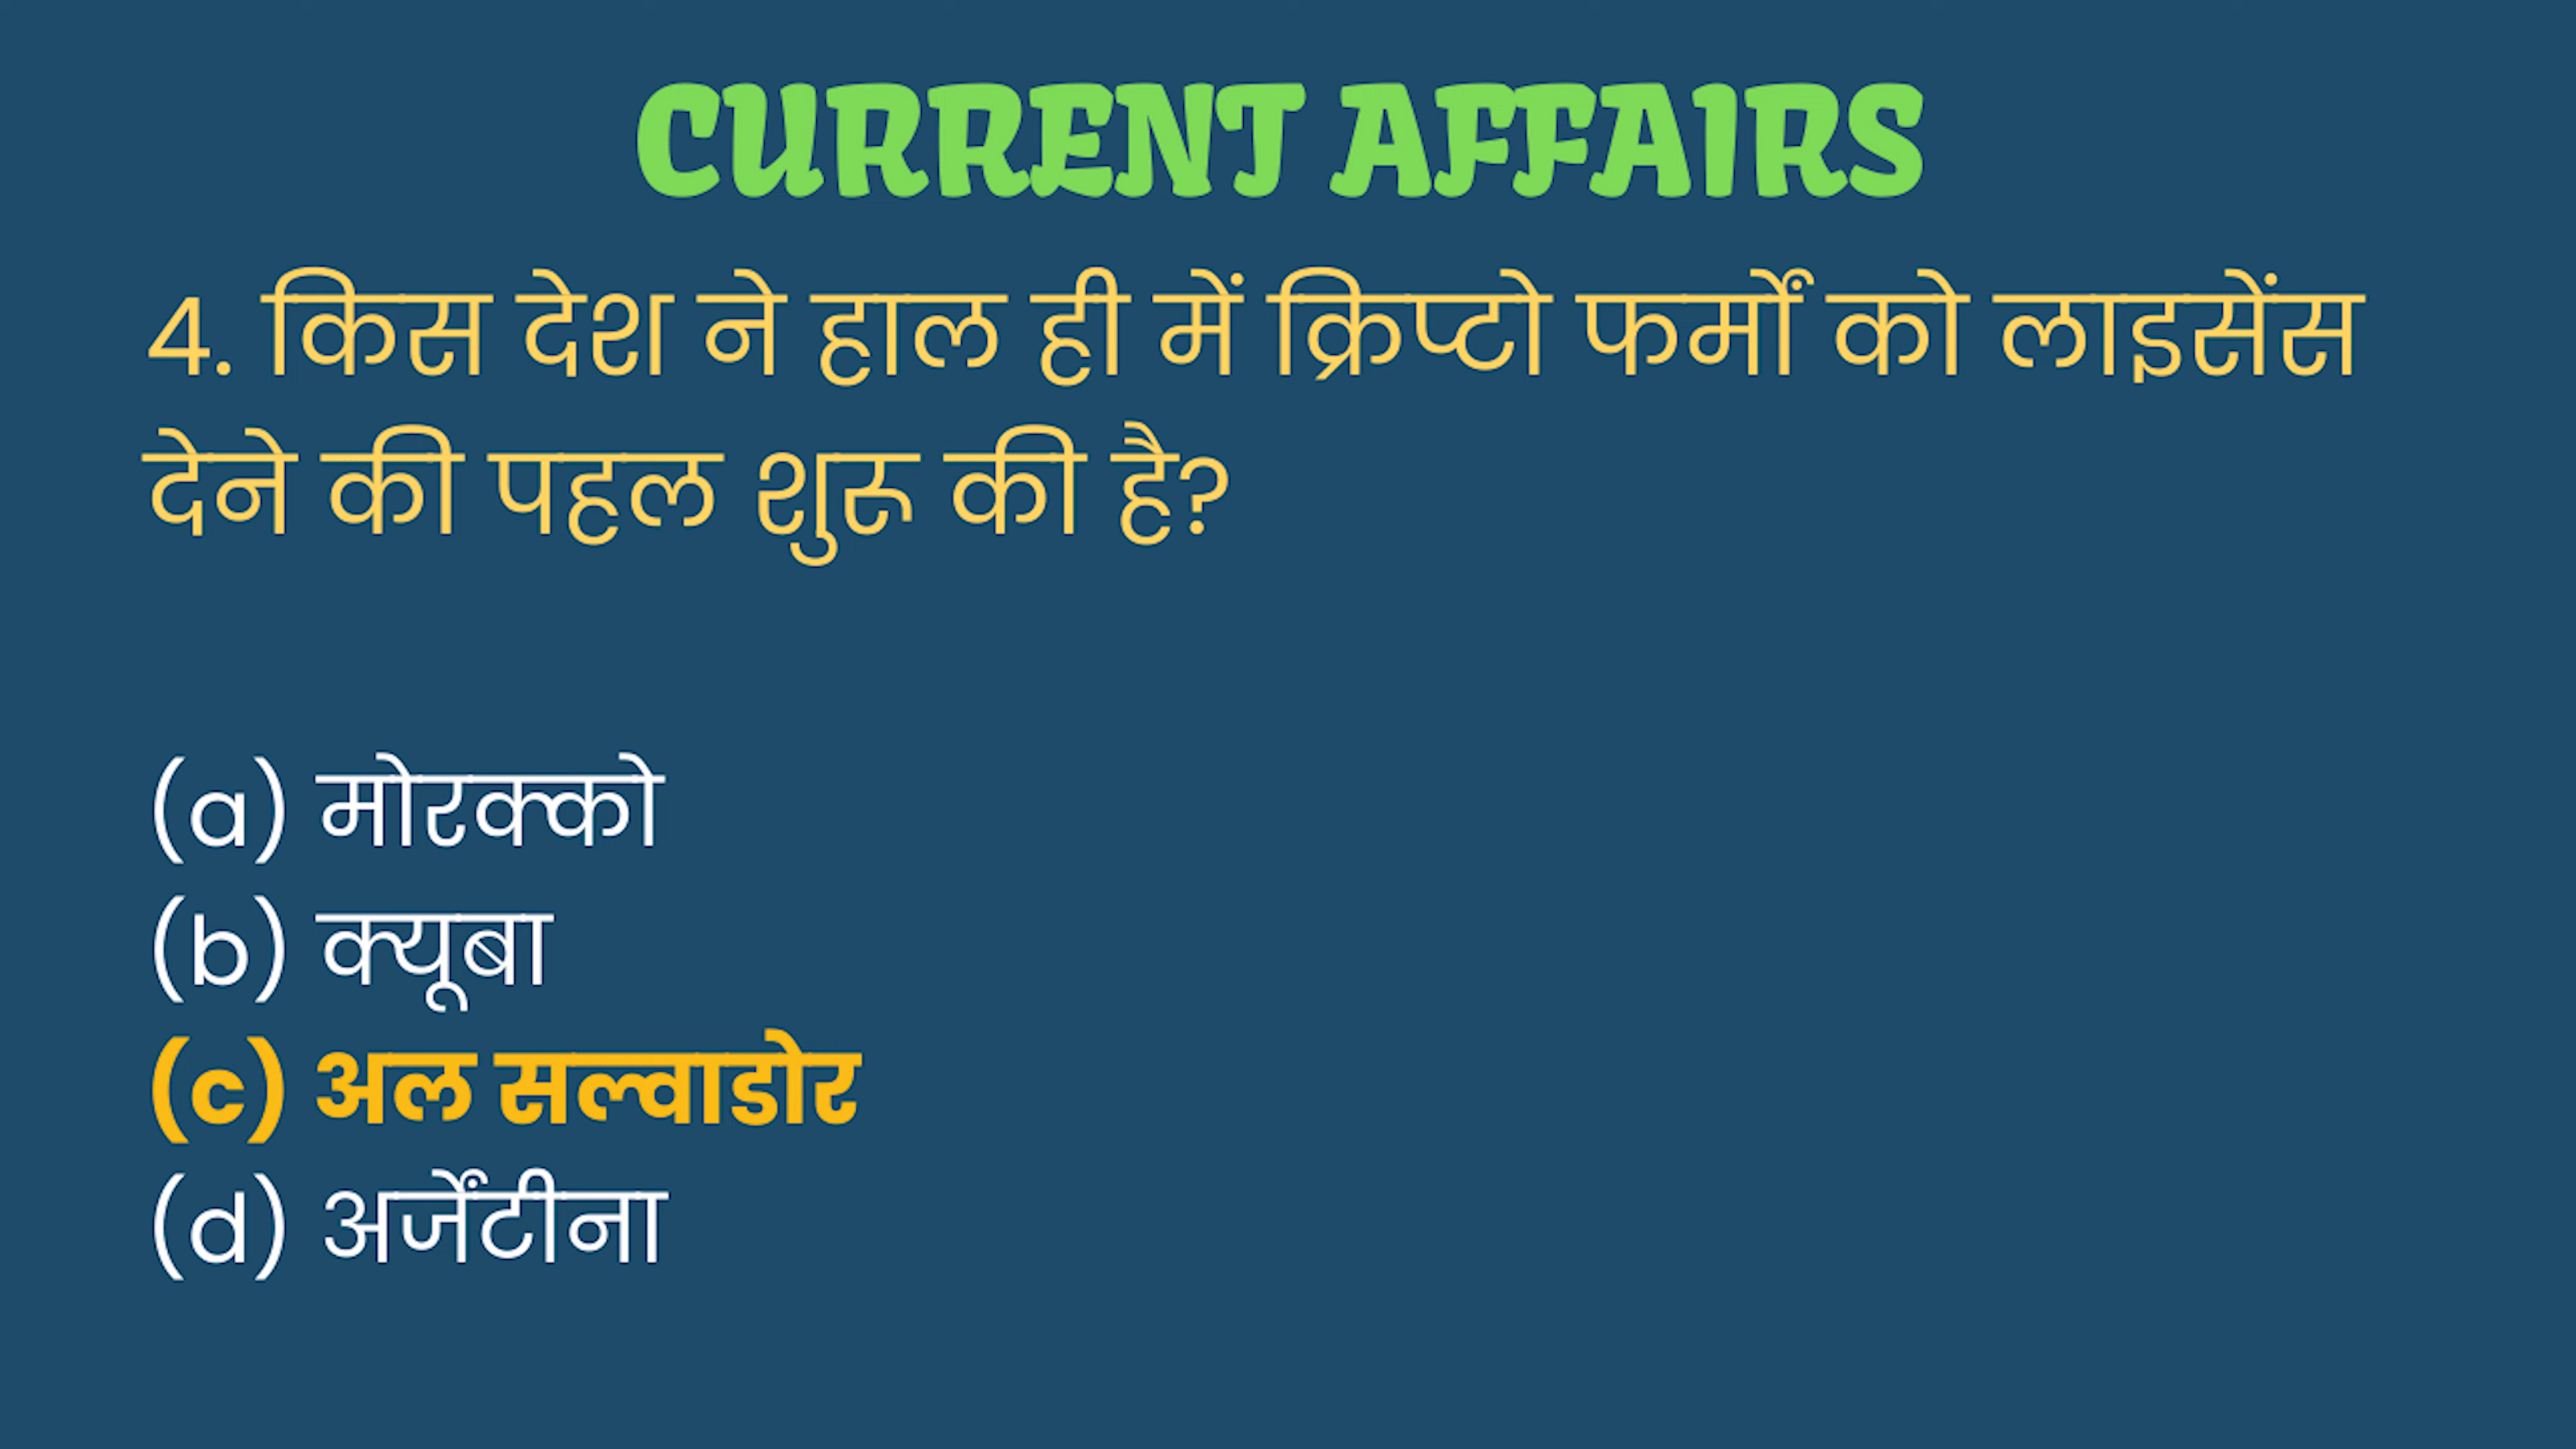 CURRENT AFFAIRS
4. किस देश ने हाल ही में क्रिप्टो फर्मों को लाइसेंस
देने की पहल शुरू की है?
(a) मोरक्को
(b) क्यूबा
(c) अल सल्वाडोर
(d) अर्जेंटीना